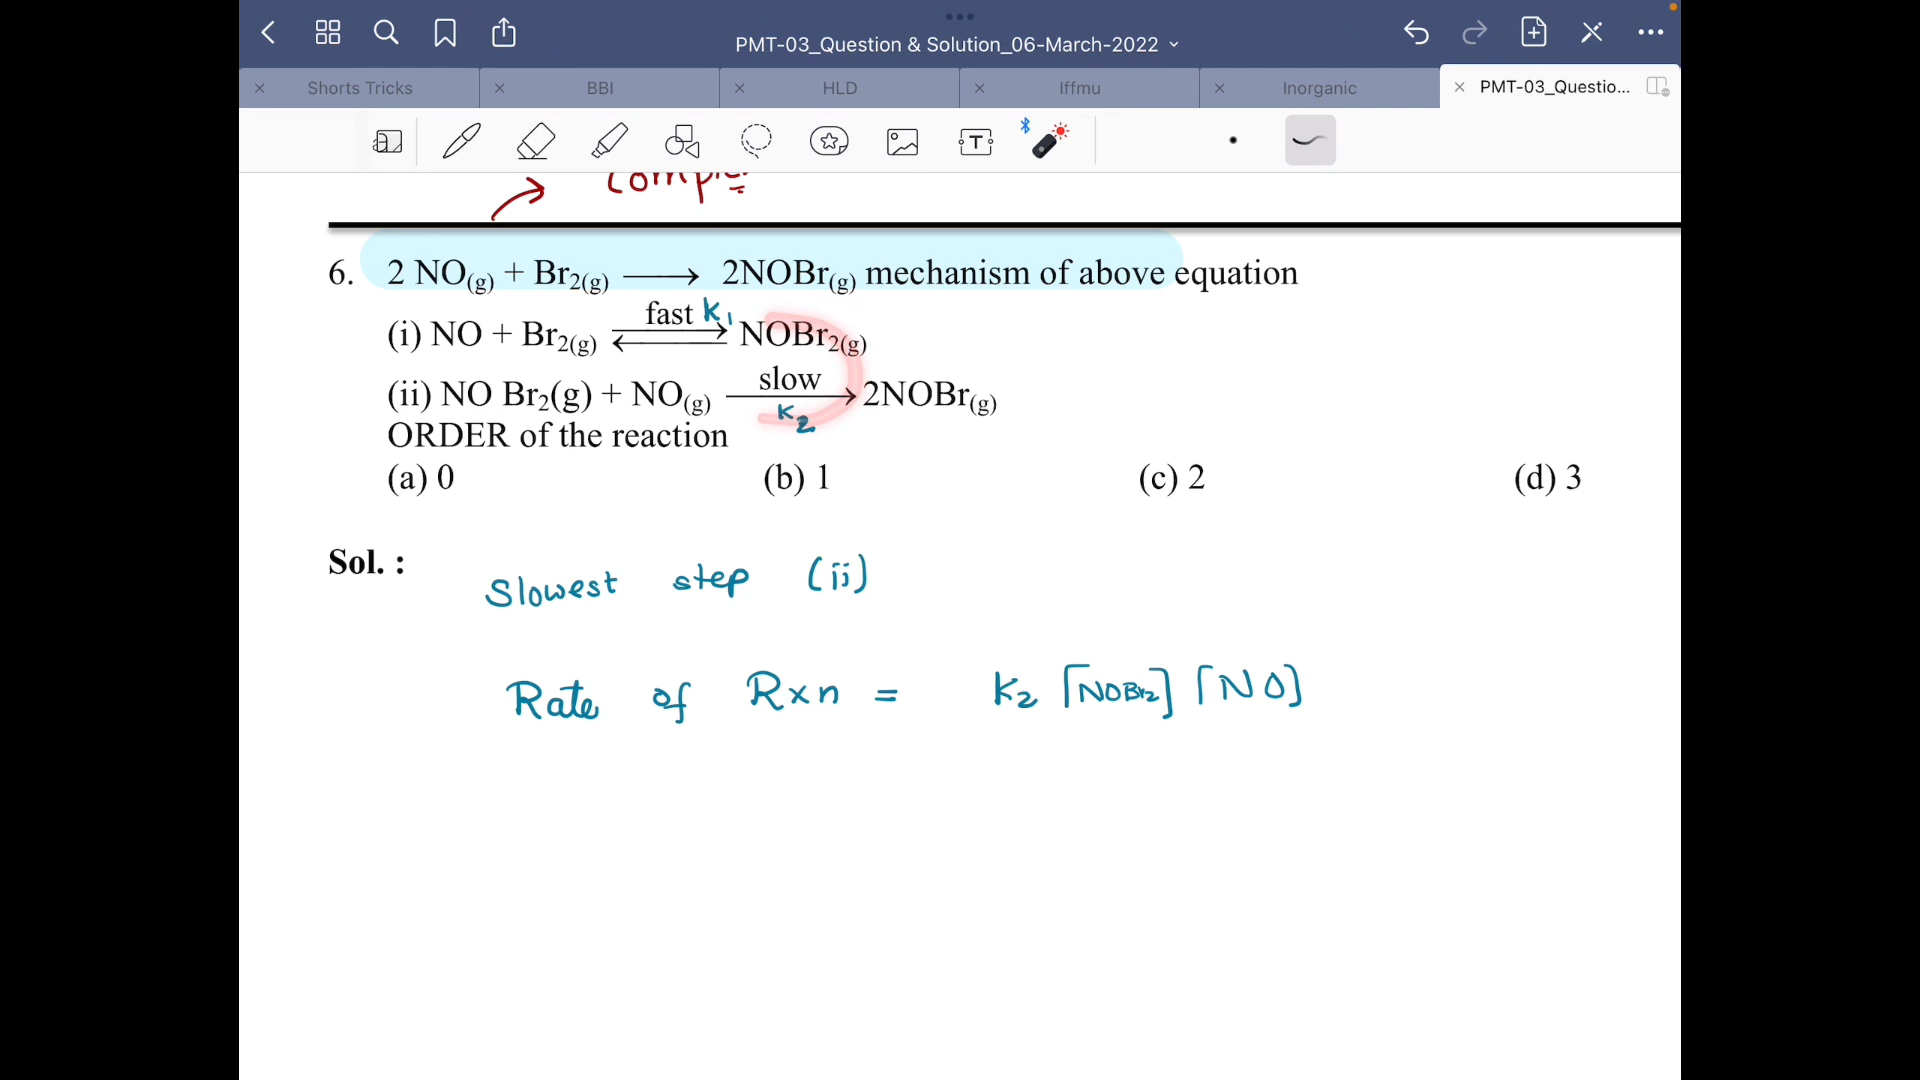 PMT-03_Question & Solution_06-March-2022
Shorts Tricks
BBI
HLD
Iffmu
Inorganic
PMT-03_Questio...
6. 2 NO(g) + Br2(g) ⟶ 2NOBr(g) mechanism of above equation
fast K1
(i) NO + Br2(g) ⇌ NOBr2(g)
slow
(ii) NO Br2(g) + NO(g) ⟶ 2NOBr(g)
K2
ORDER of the reaction
(a) 0 (b) 1 (c) 2 (d) 3
Sol. :
Slowest step (ii)
Rate of Rxn = K2 [NOBr2] [NO]